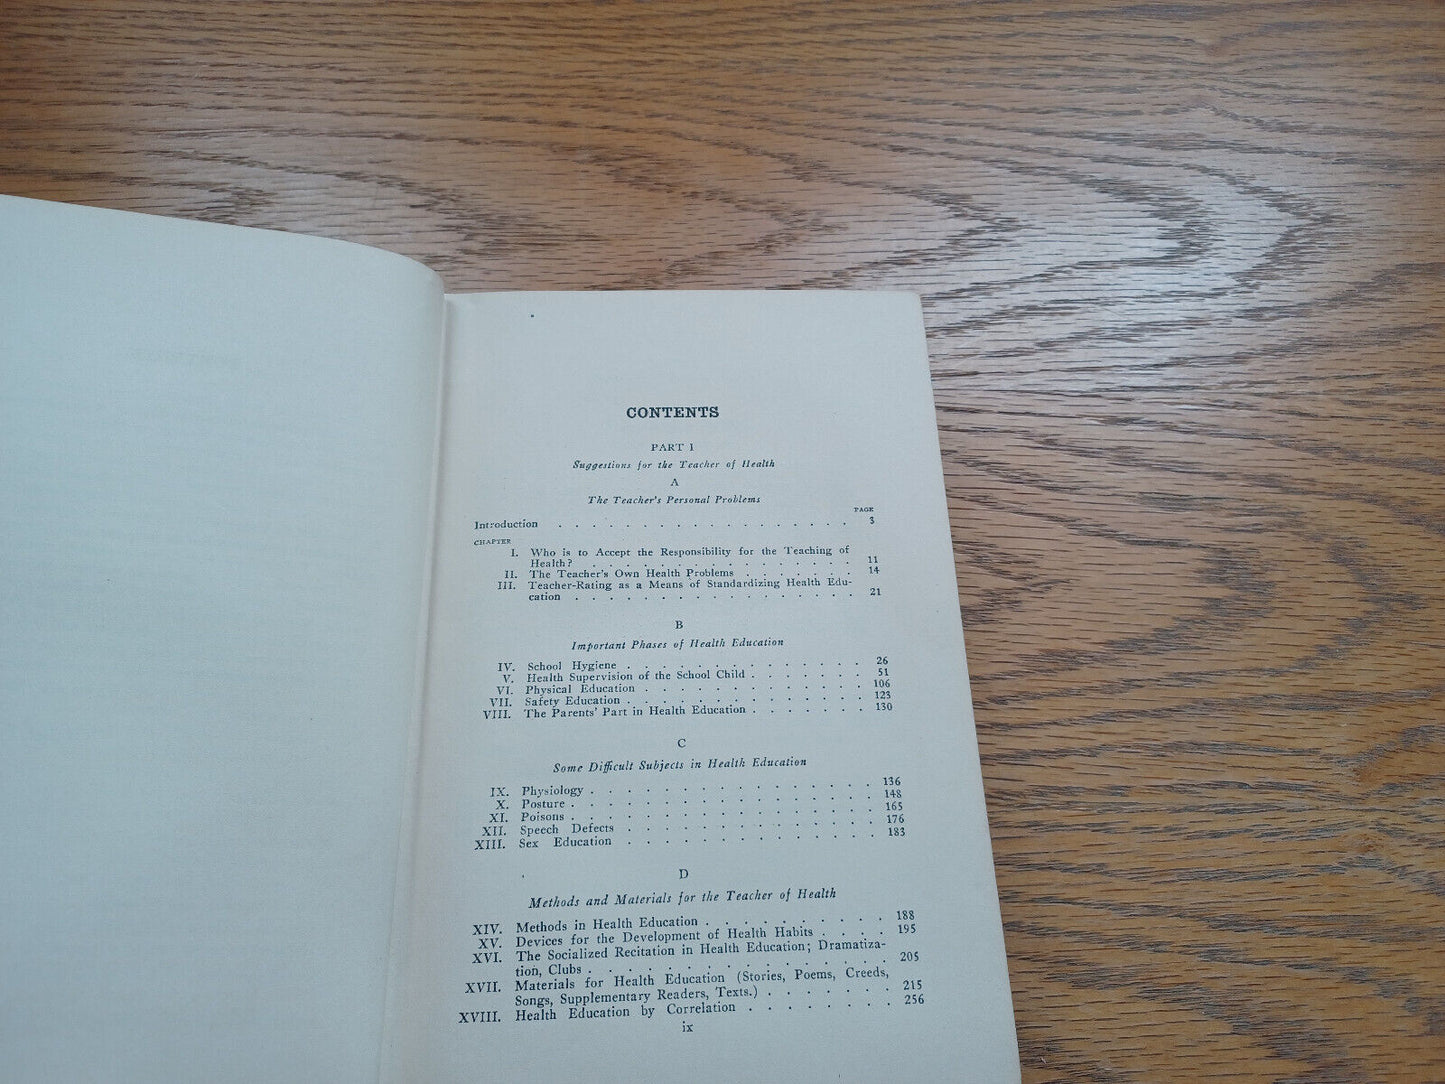 CONTENTS
PART I
Suggestions for the Teacher of Health
A
The Teacher's Personal Problems
PAGE
Introduction . . . . . . . . . . . . . . . . . . 3
CHAPTER
I. Who is to Accept the Responsibility for the Teaching of
Health? . . . . . . . . . . . . . . . . 11
II. The Teacher's Own Health Problems . . . . . . . 14
III. Teacher-Rating as a Means of Standardizing Health Edu-
cation . . . . . . . . . . . . . . . . . 21
B
Important Phases of Health Education
IV. School Hygiene . . . . . . . . . . . . . . 26
V. Health Supervision of the School Child . . . . . . . 51
VI. Physical Education . . . . . . . . . . . . . 106
VII. Safety Education . . . . . . . . . . . . . . 123
VIII. The Parents' Part in Health Education . . . . . . . 130
C
Some Difficult Subjects in Health Education
IX. Physiology . . . . . . . . . . . . . . . . 136
X. Posture . . . . . . . . . . . . . . . . . 148
XI. Poisons . . . . . . . . . . . . . . . . . 165
XII. Speech Defects . . . . . . . . . . . . . . 176
XIII. Sex Education . . . . . . . . . . . . . . 183
D
Methods and Materials for the Teacher of Health
XIV. Methods in Health Education . . . . . . . . . . 188
XV. Devices for the Development of Health Habits . . . . 195
XVI. The Socialized Recitation in Health Education; Dramatiza-
tion, Clubs . . . . . . . . . . . . . . . 205
XVII. Materials for Health Education (Stories, Poems, Creeds,
Songs, Supplementary Readers, Texts.) . . . . . . . 215
XVIII. Health Education by Correlation . . . . . . . . 256
ix